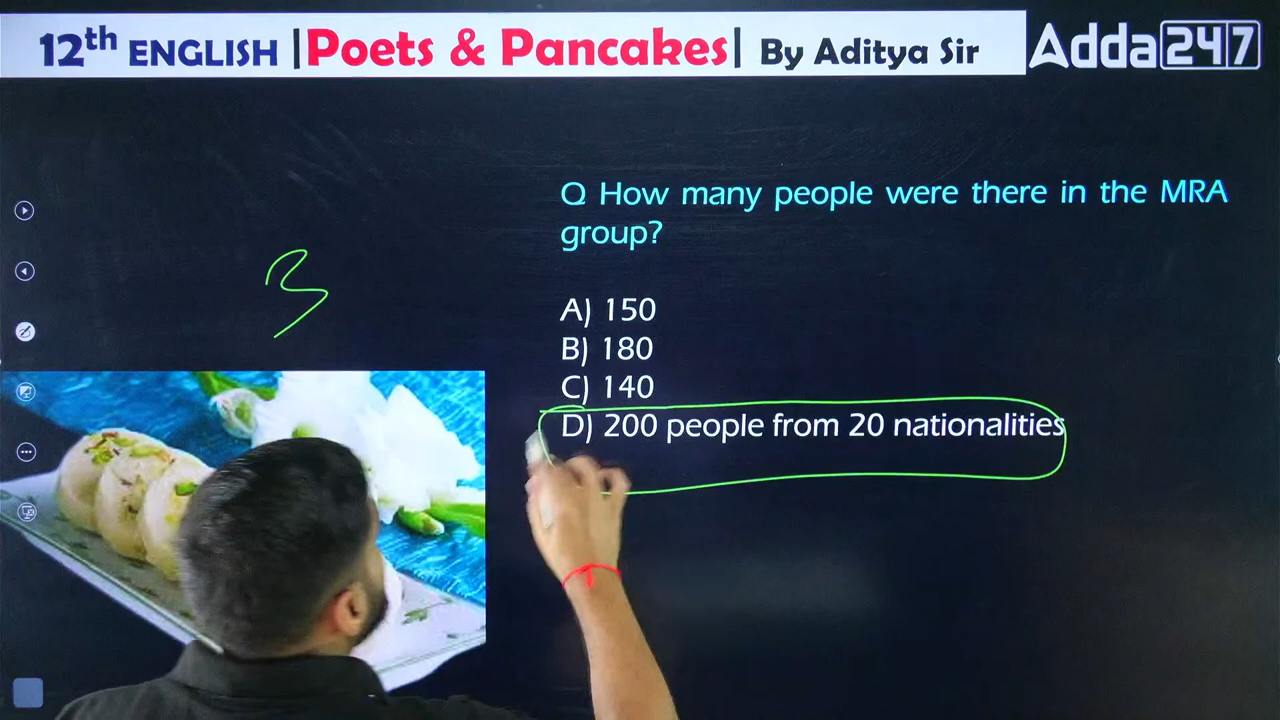 12th ENGLISH |Poets & Pancakes| By Aditya Sir
Adda247
Q How many people were there in the MRA
group?
A) 150
B) 180
C) 140
D) 200 people from 20 nationalities
3